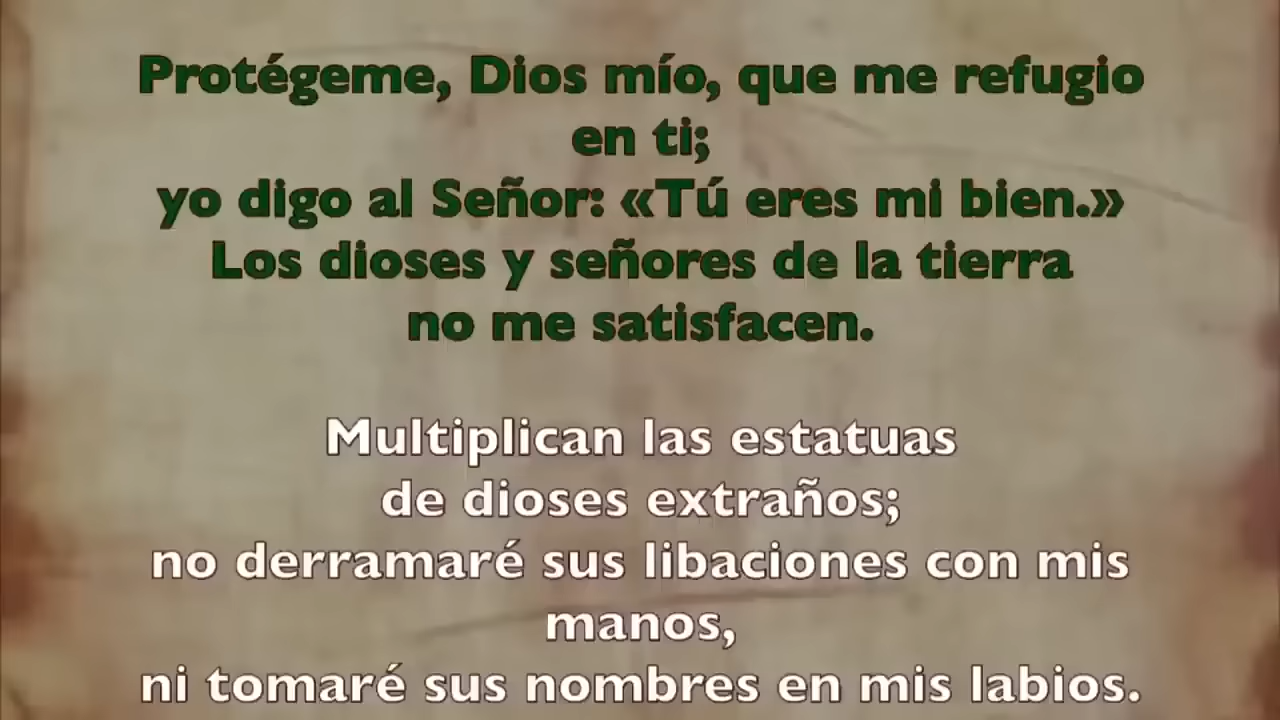 Protégeme, Dios mío, que me refugio
en ti;
yo digo al Señor: «Tú eres mi bien.»
Los dioses y señores de la tierra
no me satisfacen.
Multiplican las estatuas
de dioses extraños;
no derramaré sus libaciones con mis
manos,
ni tomaré sus nombres en mis labios.